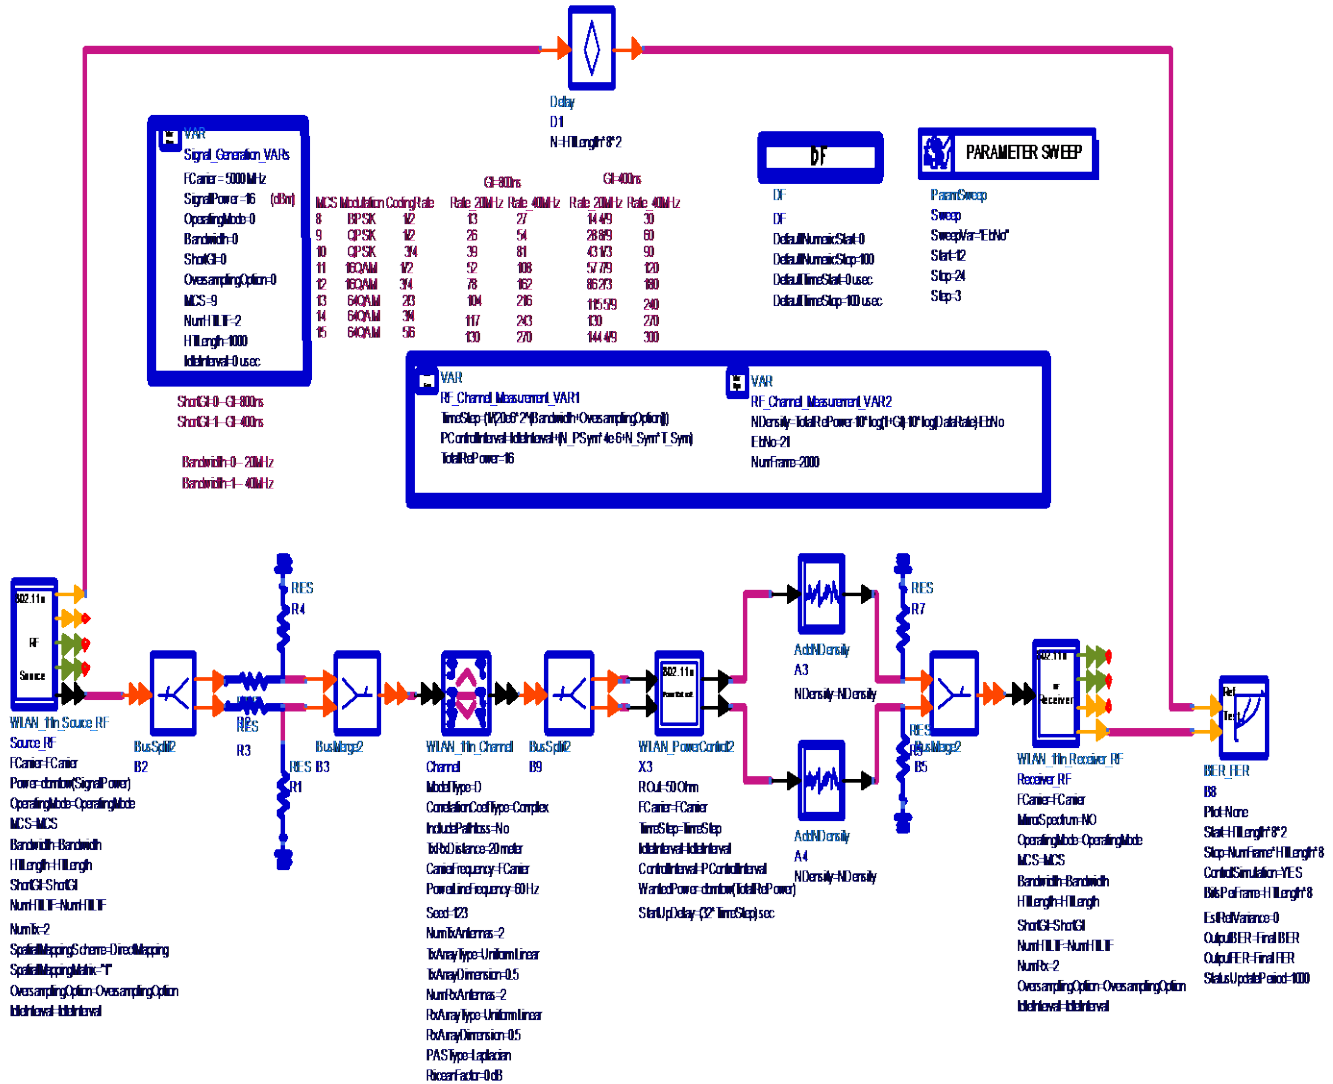 Delay
D1
N=HTLength*8*2
VAR
Signal_Generation_VARs
FCarrier=5000 MHz
SignalPower=16 (dBm)
OperatingMode=0
Bandwidth=0
ShortGI=0
OversamplingOption=0
MCS=9
NumHTLTF=2
HTLength=1000
IdleInterval=0 usec
ShortGI=0-- GI=800ns
ShortGI=1-- GI=400ns
Bandwidth=0-- 20MHz
Bandwidth=1-- 40MHz
GI=800ns GI=400ns
MCS Modulation Coding Rate Rate_20MHz Rate_40MHz Rate_20MHz Rate_40MHz
8 BPSK 1/2 13 27 14 4/9 30
9 QPSK 1/2 26 54 28 8/9 60
10 QPSK 3/4 39 81 43 1/3 90
11 16QAM 1/2 52 108 57 7/9 120
12 16QAM 3/4 78 162 86 2/3 180
13 64QAM 2/3 104 216 115 5/9 240
14 64QAM 3/4 117 243 130 270
15 64QAM 5/6 130 270 144 4/9 300
DF
DF
DF
DefaultNumericStart=0
DefaultNumericStop=100
DefaultTimeStart=0 usec
DefaultTimeStop=100 usec
PARAMETER SWEEP
ParamSweep
Sweep
SweepVar="EbNo"
Start=12
Stop=24
Step=3
VAR
RF_Channel_Measurement_VAR1
TimeStep=(1/(20e6*2^(Bandwidth+OversamplingOption)))
PControlInterval=IdleInterval+(N_PSym*4e-6+N_Sym*T_Sym)
TotalRePower=16
VAR
RF_Channel_Measurement_VAR2
NDensity=TotalRePower-10*log(1+GI)-10*log(DataRate)-EbNo
EbNo=21
NumFrame=2000
802.11n
RF
Source
WLAN_11n_Source_RF
Source_RF
FCarrier=FCarrier
Power=dbmtow(SignalPower)
OperatingMode=OperatingMode
MCS=MCS
Bandwidth=Bandwidth
HTLength=HTLength
ShortGI=ShortGI
NumHTLTF=NumHTLTF
NumTx=2
SpatialMappingScheme=DirectMapping
SpatialMappingMatrix="1"
OversamplingOption=OversamplingOption
IdleInterval=IdleInterval
BusSplit2
B2
RES
R4
R2
RES
R3
RES
R1
BusMerge2
B3
WLAN_11n_Channel
Channel
ModelType=D
CorrelationCoefType=Complex
IncludePathloss=No
TxRxDistance=20 meter
CarrierFrequency=FCarrier
PowerLineFrequency=60 Hz
Seed=123
NumTxAntennas=2
TxArrayType=UniformLinear
TxArrayDimension=0.5
NumRxAntennas=2
RxArrayType=UniformLinear
RxArrayDimension=0.5
PASType=Laplacian
RiceanFactor=0 dB
BusSplit2
B9
802.11n
WLAN_PowerControl2
X3
ROut=50 Ohm
FCarrier=FCarrier
TimeStep=TimeStep
IdleInterval=IdleInterval
ControlInterval=PControlInterval
WantedPower=dbmtow(TotalRePower)
StartUpDelay=(32*TimeStep) sec
AddNDensity
A3
NDensity=NDensity
AddNDensity
A4
NDensity=NDensity
RES
R7
RES
BusMerge2
B5
802.11n
RF
Receiver
WLAN_11n_Receiver_RF
Receiver_RF
FCarrier=FCarrier
MirrorSpectrum=NO
OperatingMode=OperatingMode
MCS=MCS
Bandwidth=Bandwidth
HTLength=HTLength
ShortGI=ShortGI
NumHTLTF=NumHTLTF
NumRx=2
OversamplingOption=OversamplingOption
IdleInterval=IdleInterval
Ref
Test
BER_FER
B8
Plot=None
Start=HTLength*8*2
Stop=NumFrame*HTLength*8
ControlSimulation=YES
BitsPerFrame=HTLength*8
EstRelVariance=0
OutputBER=Final BER
OutputFER=Final FER
StatusUpdatePeriod=1000